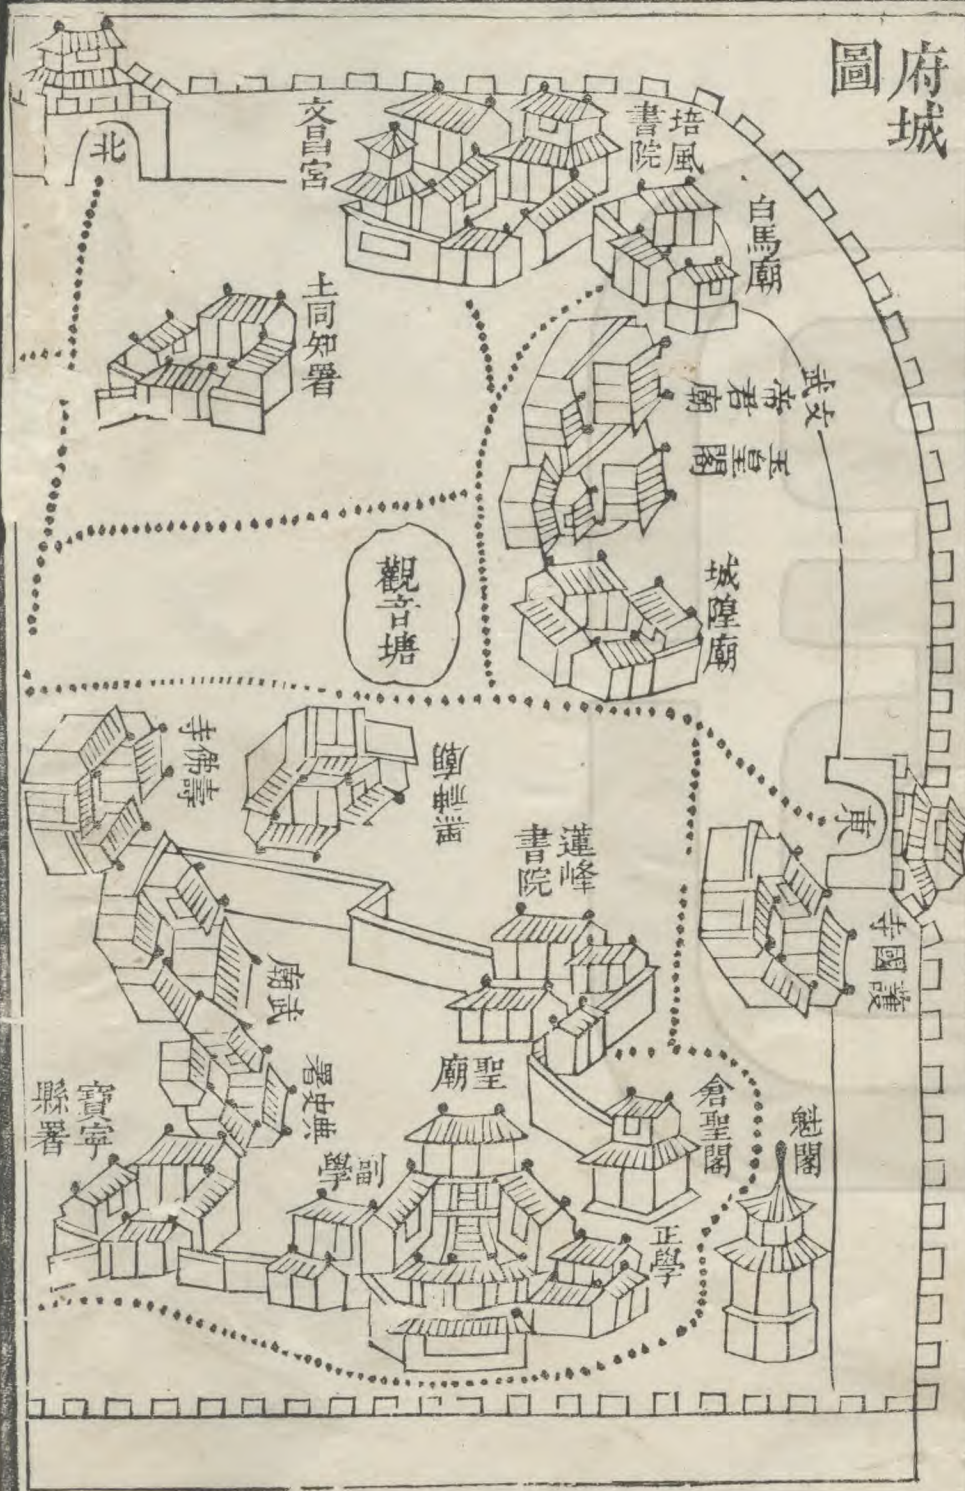 府城
圖
培風
書院
白馬廟
文昌宮
北
土同知署
文武
帝君廟
玉皇閣
城隍廟
觀音塘
東
護國寺
壽佛寺
黑神廟
蓮峰
書院
武廟
典史署
聖廟
倉聖閣
魁閣
寶寧
縣署
副學
正學